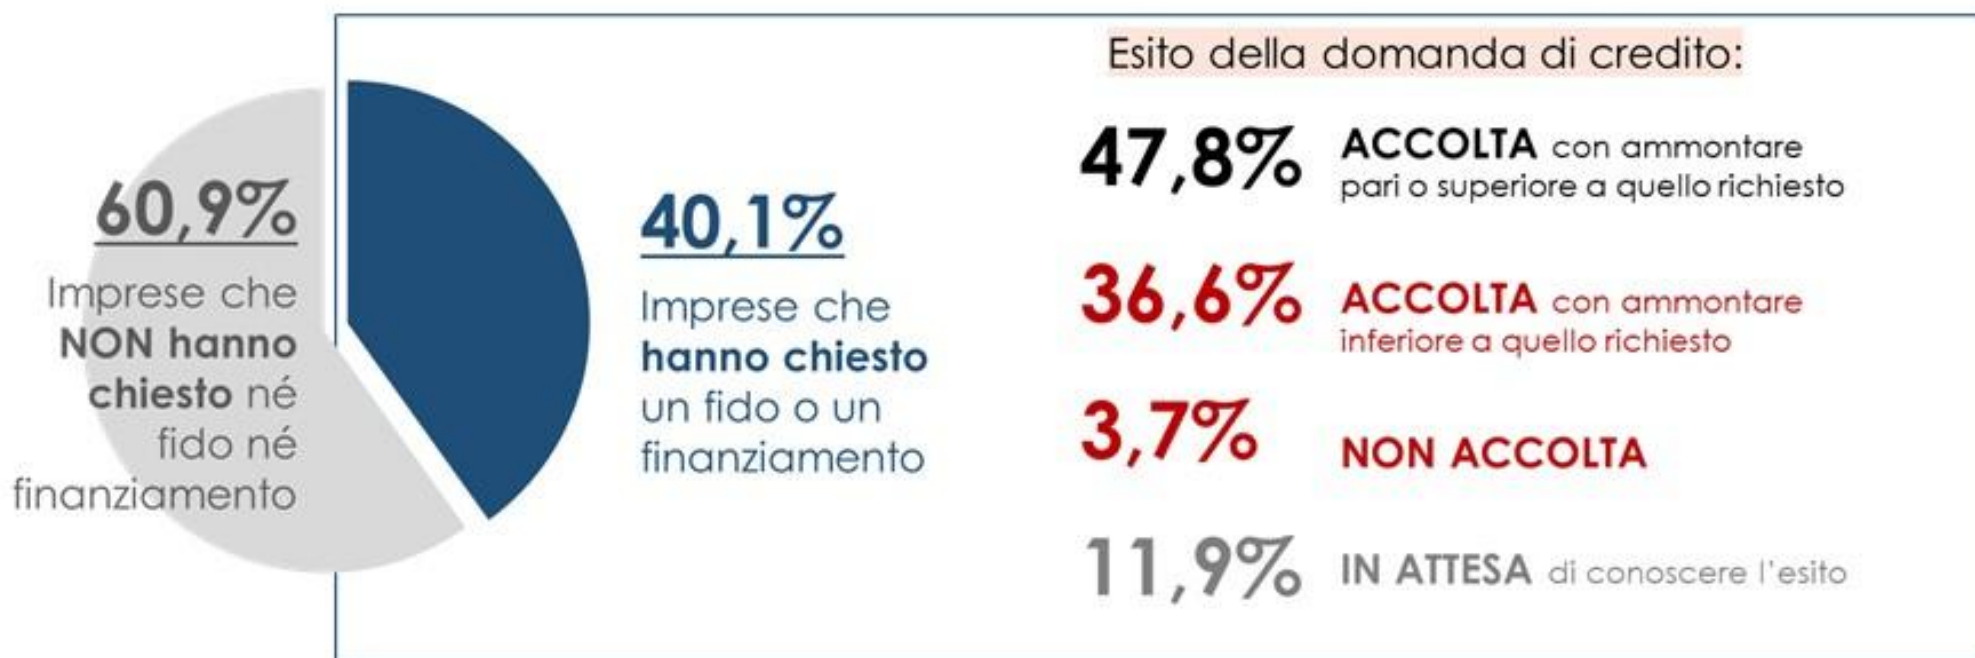 60,9%
Imprese che
NON hanno
chiesto né
fido né
finanziamento
40,1%
Imprese che
hanno chiesto
un fido o un
finanziamento
Esito della domanda di credito:
47,8% ACCOLTA con ammontare
pari o superiore a quello richiesto
36,6% ACCOLTA con ammontare
inferiore a quello richiesto
3,7% NON ACCOLTA
11,9% IN ATTESA di conoscere l'esito